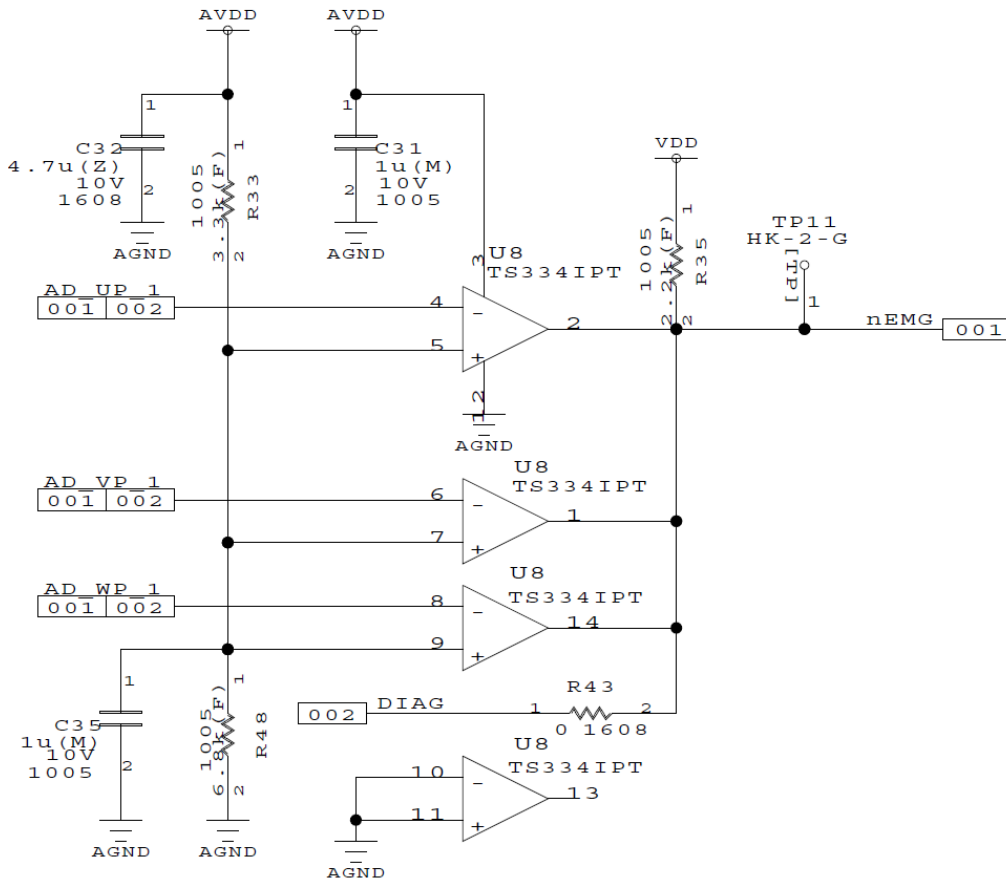 AVDD
AVDD
1
C32
4.7u(Z)
10V
1608
2
AGND
1
1005
3.3k(F)
R33
2
1
C31
1u(M)
10V
1005
2
AGND
VDD
1
1005
2.2k(F)
R35
2
TP11
HK-2-G
[TP]
1
3
U8
TS334IPT
AD_UP_1
001 002
4
-
2
5
+
nEMG
001
12
AGND
U8
TS334IPT
AD_VP_1
001 002
6
-
1
7
+
U8
TS334IPT
AD_WP_1
001 002
8
-
14
9
+
1
C35
1u(M)
10V
1005
2
AGND
1
1005
6.8k(F)
R48
2
AGND
002
DIAG
1
R43
2
0 1608
U8
TS334IPT
10
-
13
11
+
AGND